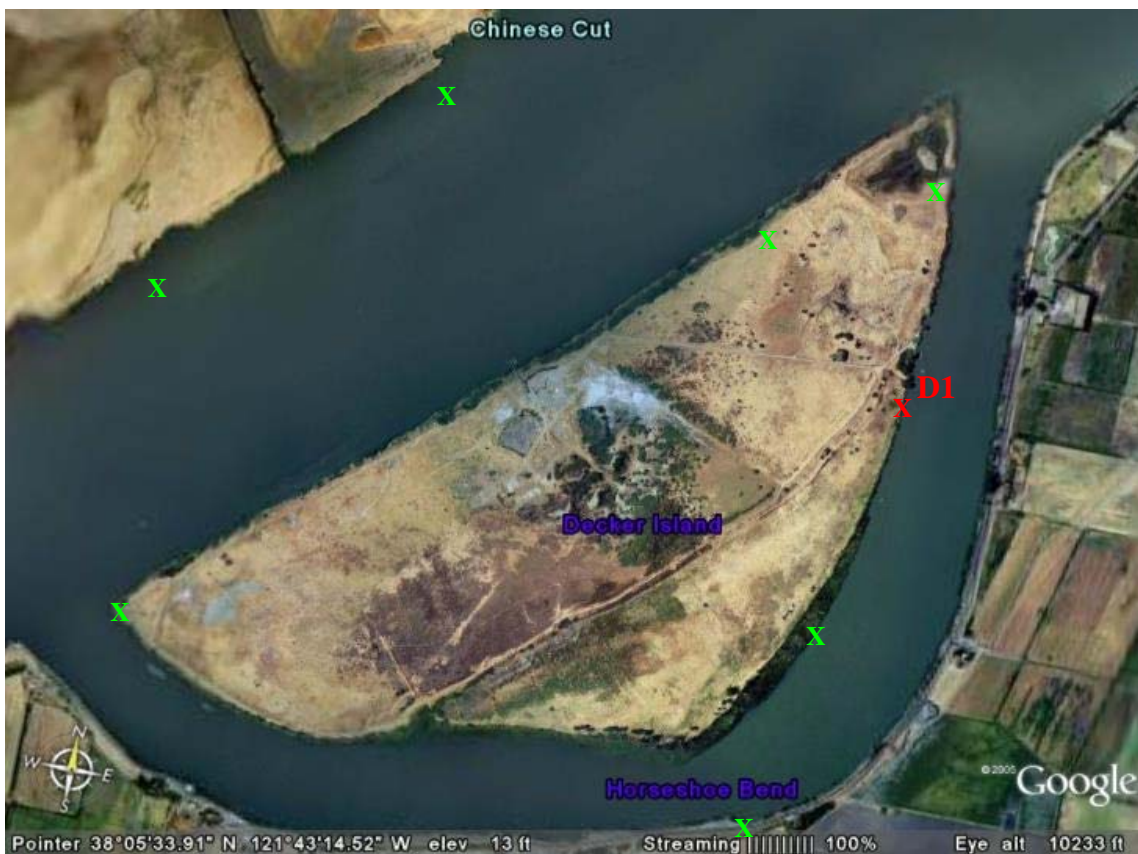 Chinese Cut
X
X
X
X
D1
X
Decker Island
X
X
Horseshoe Bend
N
W E
S
©2005 Google
X
Pointer 38°05'33.91" N 121°43'14.52" W elev 13 ft Streaming |||||||||| 100% Eye alt 10233 ft